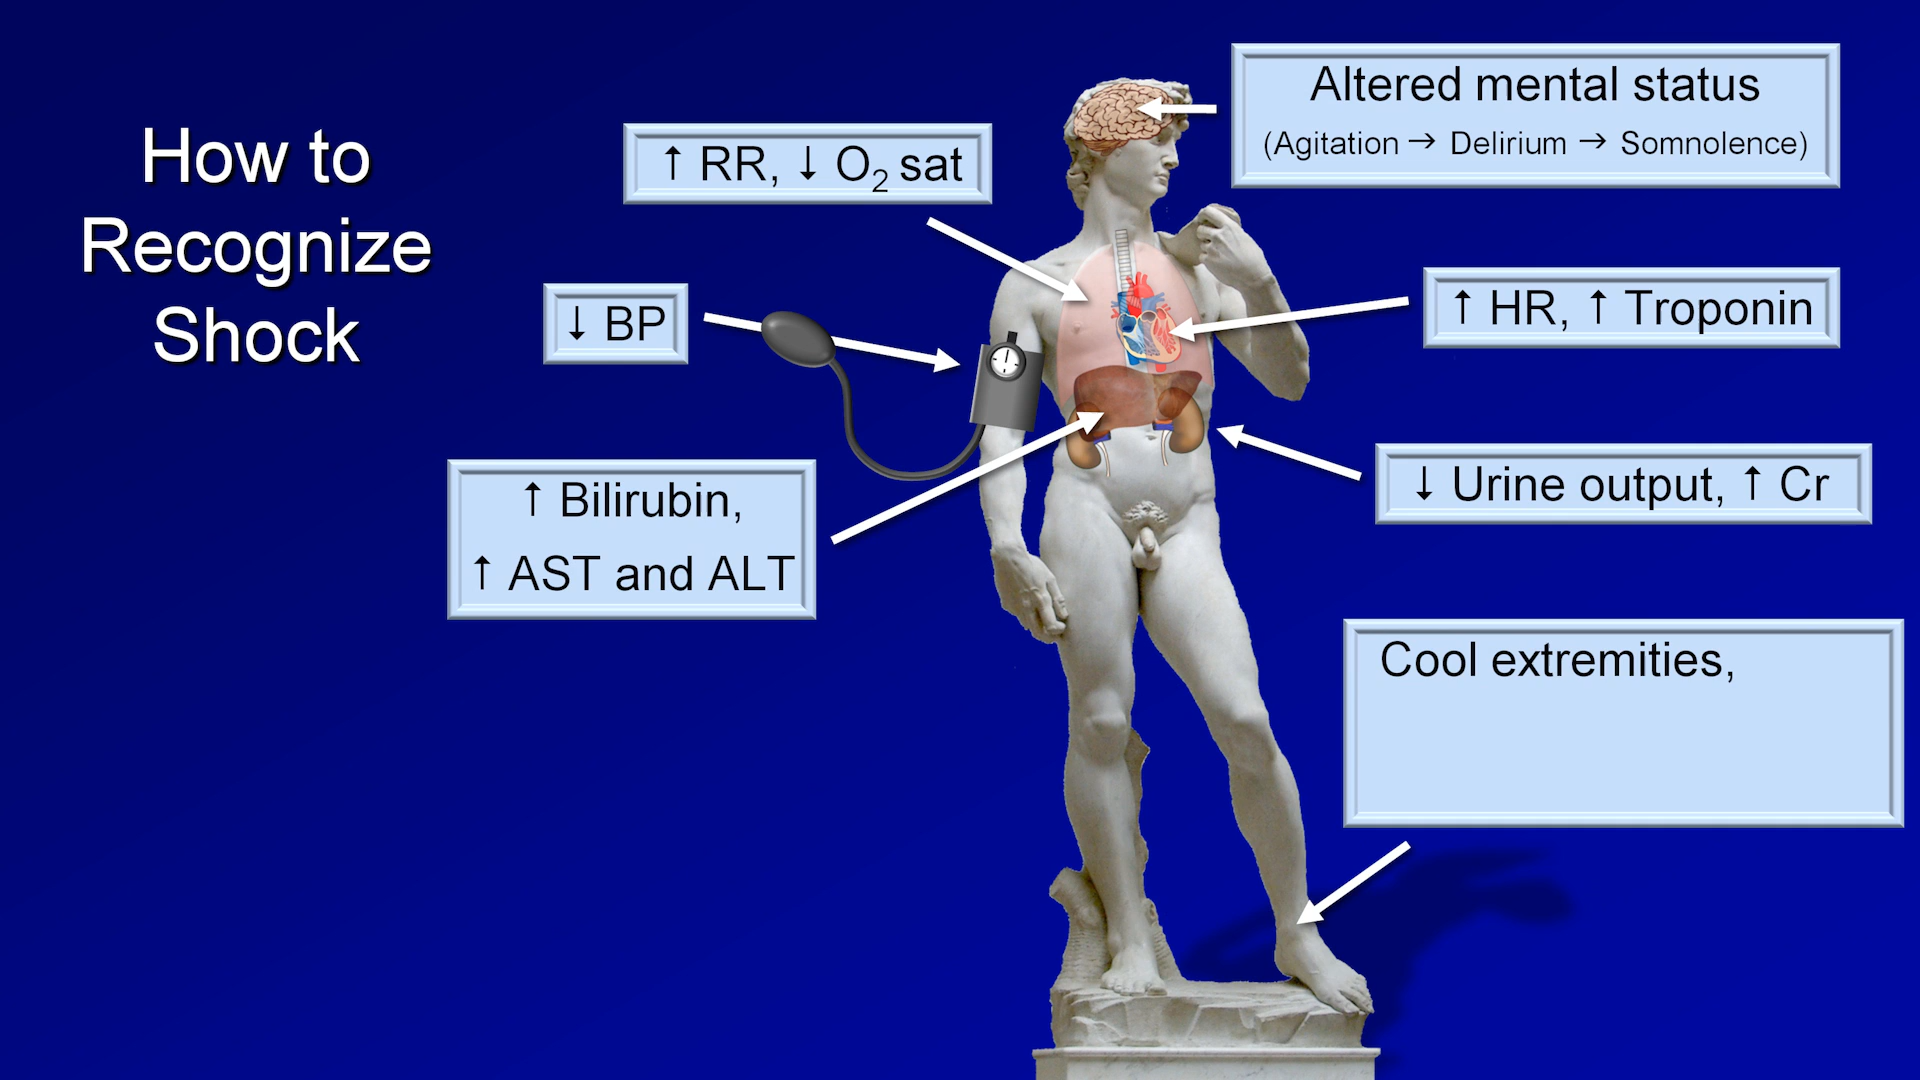 How to
Recognize
Shock
Altered mental status
(Agitation → Delirium → Somnolence)
↑ RR, ↓ O₂ sat
↓ BP
↑ HR, ↑ Troponin
↑ Bilirubin,
↑ AST and ALT
↓ Urine output, ↑ Cr
Cool extremities,